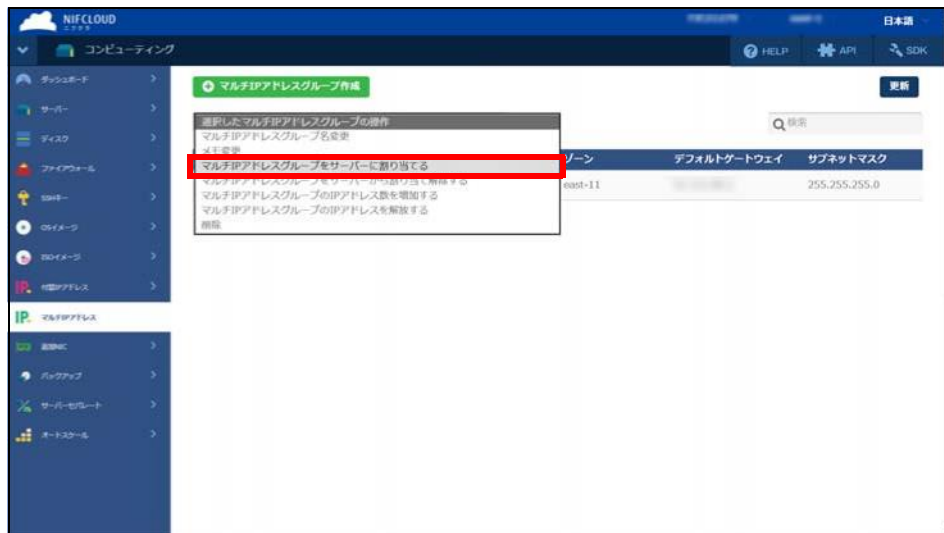 NIFCLOUD
ニフクラ
日本語
コンピューティング
HELP
API
SDK
ダッシュボード
サーバー
ディスク
ファイアウォール
SSHキー
OSイメージ
ISOイメージ
付替IPアドレス
マルチIPアドレス
追加NIC
バックアップ
サーバーセパレート
オートスケール
マルチIPアドレスグループ作成
更新
検索
選択したマルチIPアドレスグループの操作
マルチIPアドレスグループ名変更
メモ変更
マルチIPアドレスグループをサーバーに割り当てる
マルチIPアドレスグループをサーバーから割り当て解除する
マルチIPアドレスグループのIPアドレス数を増加する
マルチIPアドレスグループのIPアドレスを解放する
削除
ゾーン
デフォルトゲートウェイ
サブネットマスク
east-11
255.255.255.0